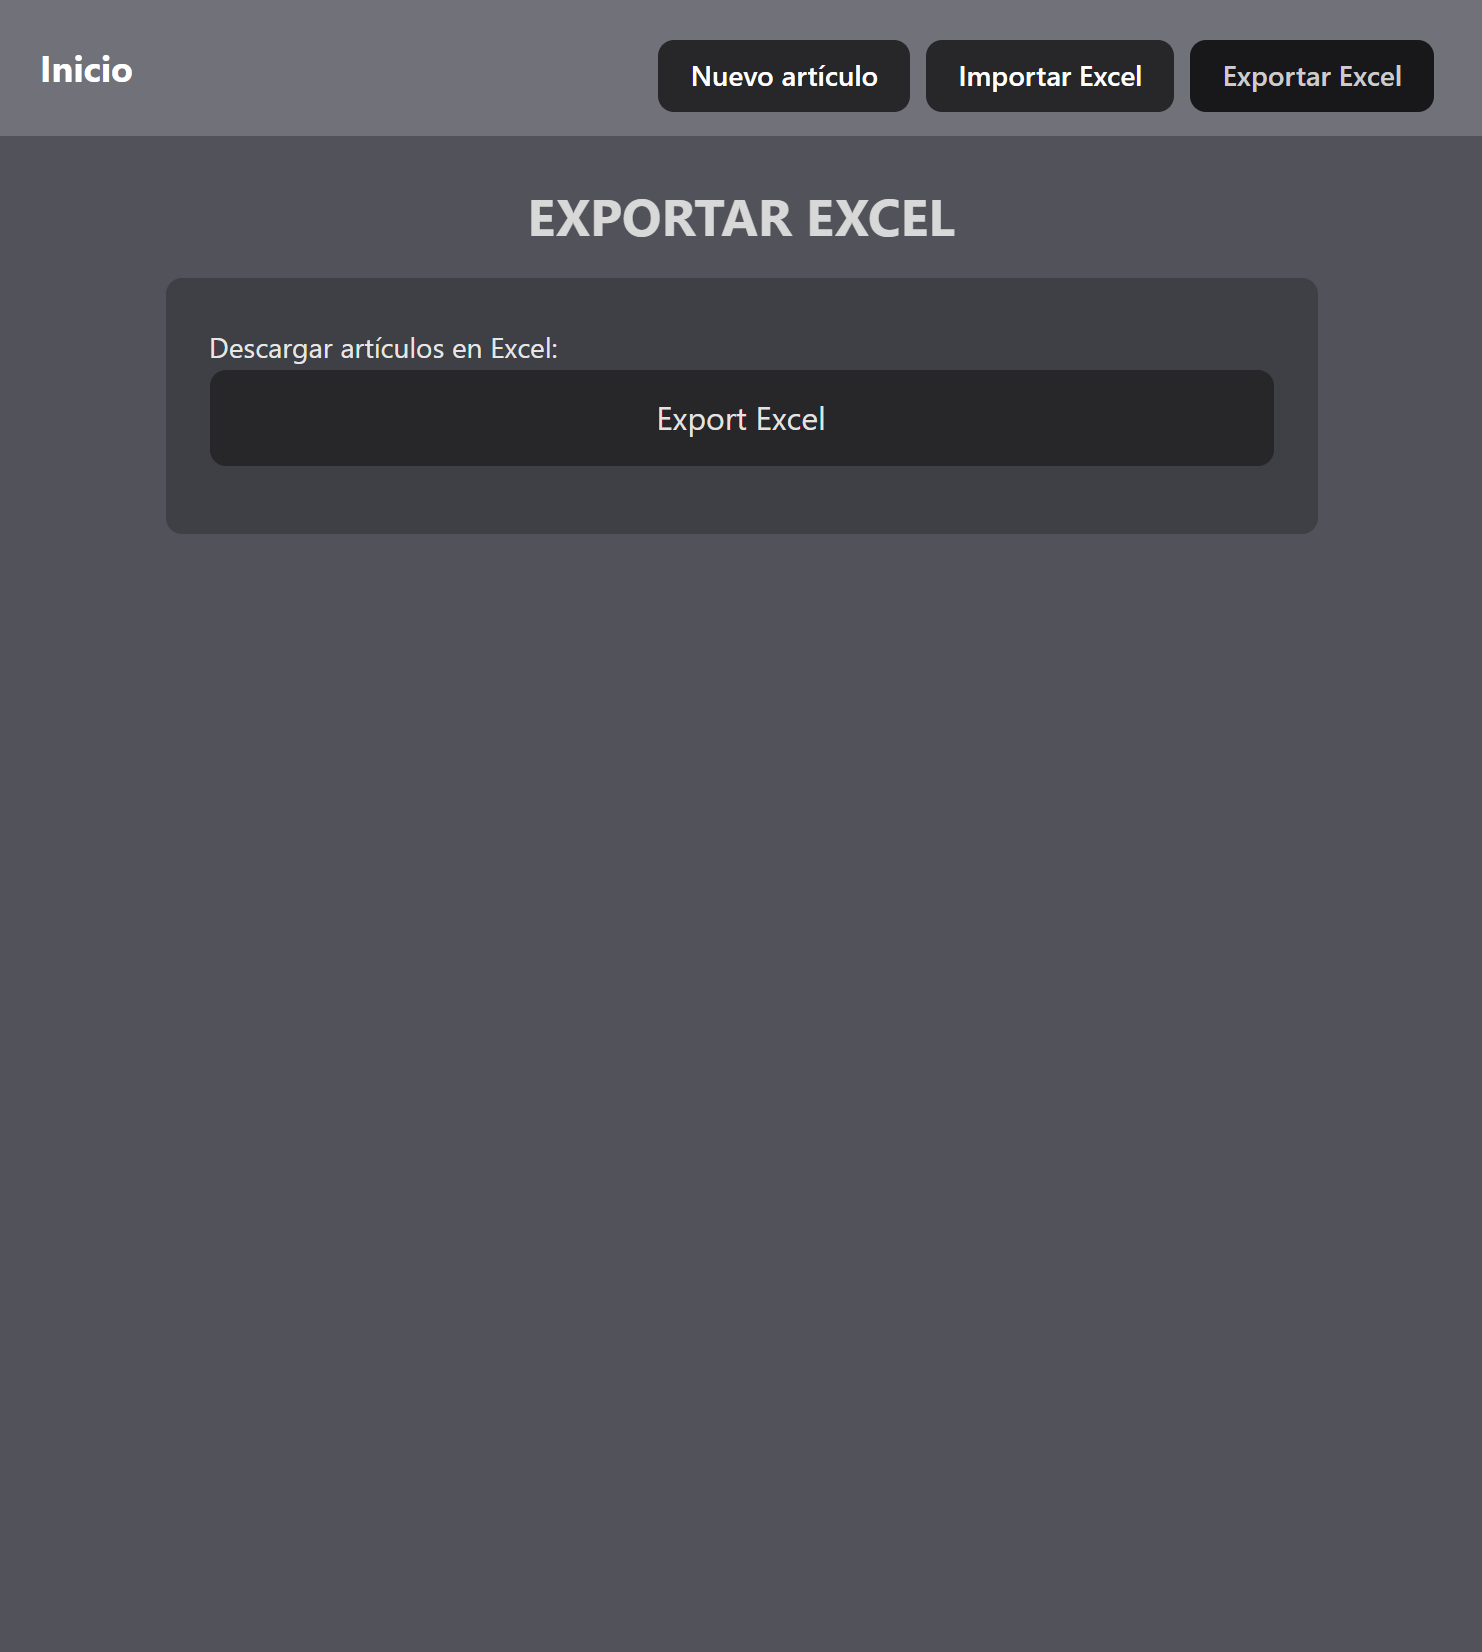 Inicio
Nuevo artículo
Importar Excel
Exportar Excel
EXPORTAR EXCEL
Descargar artículos en Excel:
Export Excel